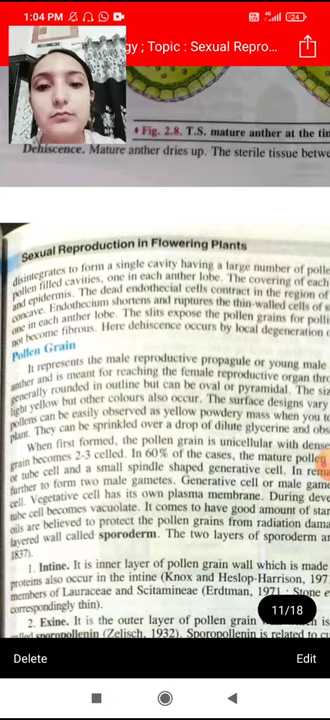 1:04 PM
24
gy ; Topic : Sexual Repro...
Fig. 2.8. T.S. mature anther at the tim
Dehiscence. Mature anther dries up. The sterile tissue betwe
Sexual Reproduction in Flowering Plants
disintegrates to form a single cavity having a large number of polle
pollen filled cavities, one in each anther lobe. The covering of each
and epidermis. The dead endothecial cells contract in the region of
concave. Endothecium shortens and ruptures the thin-walled cells of s
one in each anther lobe. The slits expose the pollen grains for polli
not become fibrous. Here dehiscence occurs by local degeneration
Pollen Grain
It represents the male reproductive propagule or young male
anther and is meant for reaching the female reproductive organ thro
generally rounded in outline but can be oval or pyramidal. The siz
light yellow but other colours also occur. The surface designs vary
pollens can be easily observed as yellow powdery mass when you to
plant. They can be sprinkled over a drop of dilute glycerine and obs
When first formed, the pollen grain is unicellular with dense
grain becomes 2-3 celled. In 60% of the cases, the mature pollen
or tube cell and a small spindle shaped generative cell. In rema
further to form two male gametes. Generative cell or male game
cell. Vegetative cell has its own plasma membrane. During deve
tube cell becomes vacuolate. It comes to have good amount of star
oils are believed to protect the pollen grains from radiation dama
layered wall called sporoderm. The two layers of sporoderm ar
1837).
1. Intine. It is inner layer of pollen grain wall which is made
proteins also occur in the intine (Knox and Heslop-Harrison, 197
members of Lauraceae and Scitamineae (Erdtman, 1971 ; Stone e
correspondingly thin).
11/18
2. Exine. It is the outer layer of pollen grain is
called sporopollenin (Zelisch, 1932). Sporopollenin is related to cu
Delete
Edit